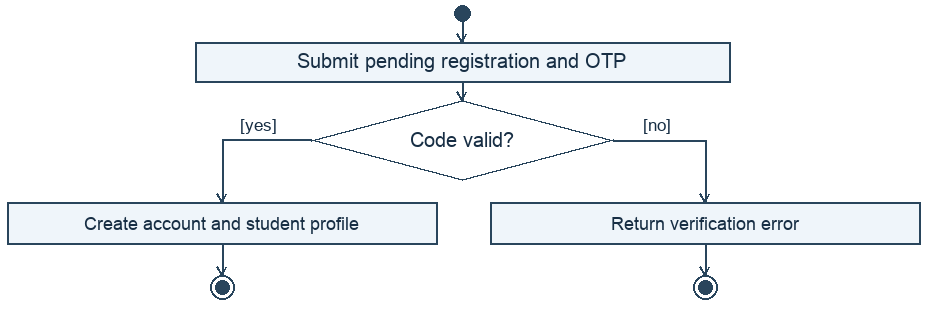 Submit pending registration and OTP
Code valid?
[yes]
[no]
Create account and student profile
Return verification error